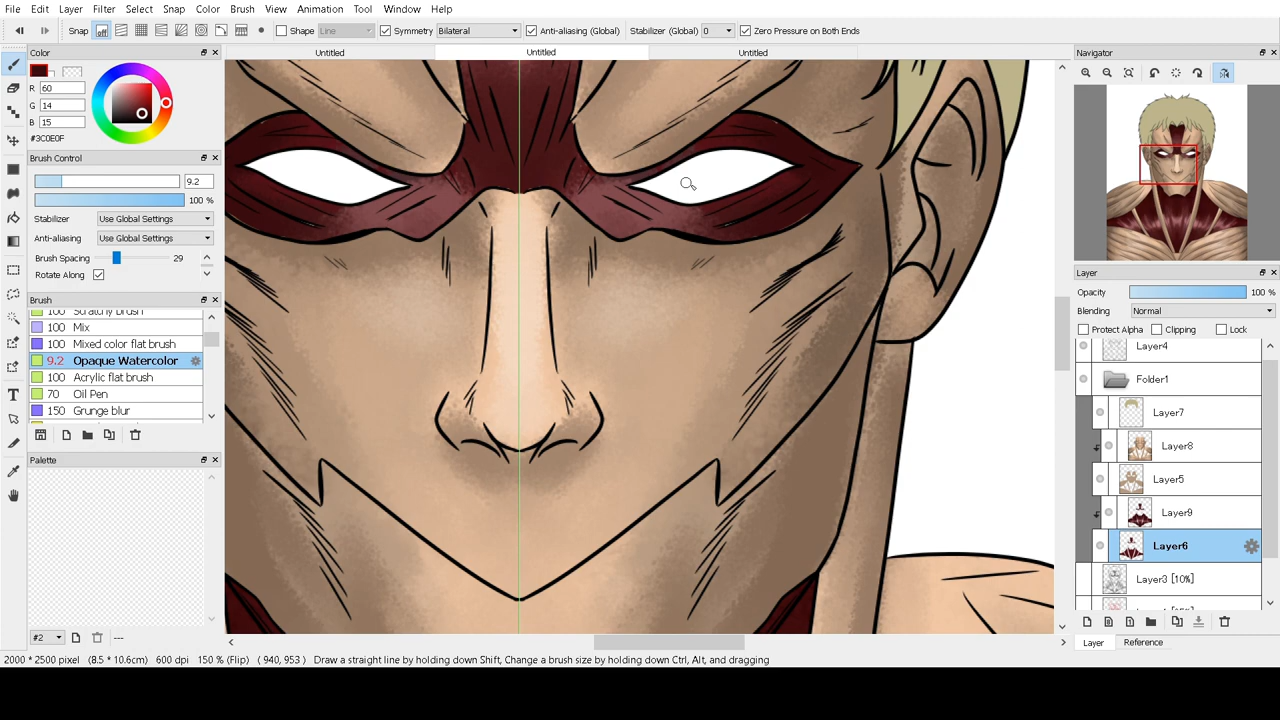 File Edit Layer Filter Select Snap Color Brush View Animation Tool Window Help
Snap Shape Line Symmetry Bilateral Anti-aliasing (Global) Stabilizer (Global) 0 Zero Pressure on Both Ends
Color
Untitled Untitled Untitled
Navigator
R 60
G 14
B 15
#3C0E0F
Brush Control
9.2
100 %
Stabilizer Use Global Settings
Anti-aliasing Use Global Settings
Brush Spacing 29
Rotate Along
Brush
100 Scratchy brush
100 Mix
100 Mixed color flat brush
9.2 Opaque Watercolor
100 Acrylic flat brush
70 Oil Pen
150 Grunge blur
Palette
#2 ---
Layer
Opacity 100 %
Blending Normal
Protect Alpha Clipping Lock
Layer4
Folder1
Layer7
Layer8
Layer5
Layer9
Layer6
Layer3 [10%]
Layer Reference
2000 * 2500 pixel (8.5 * 10.6cm) 600 dpi 150 % (Flip) ( 940, 953 ) Draw a straight line by holding down Shift, Change a brush size by holding down Ctrl, Alt, and dragging